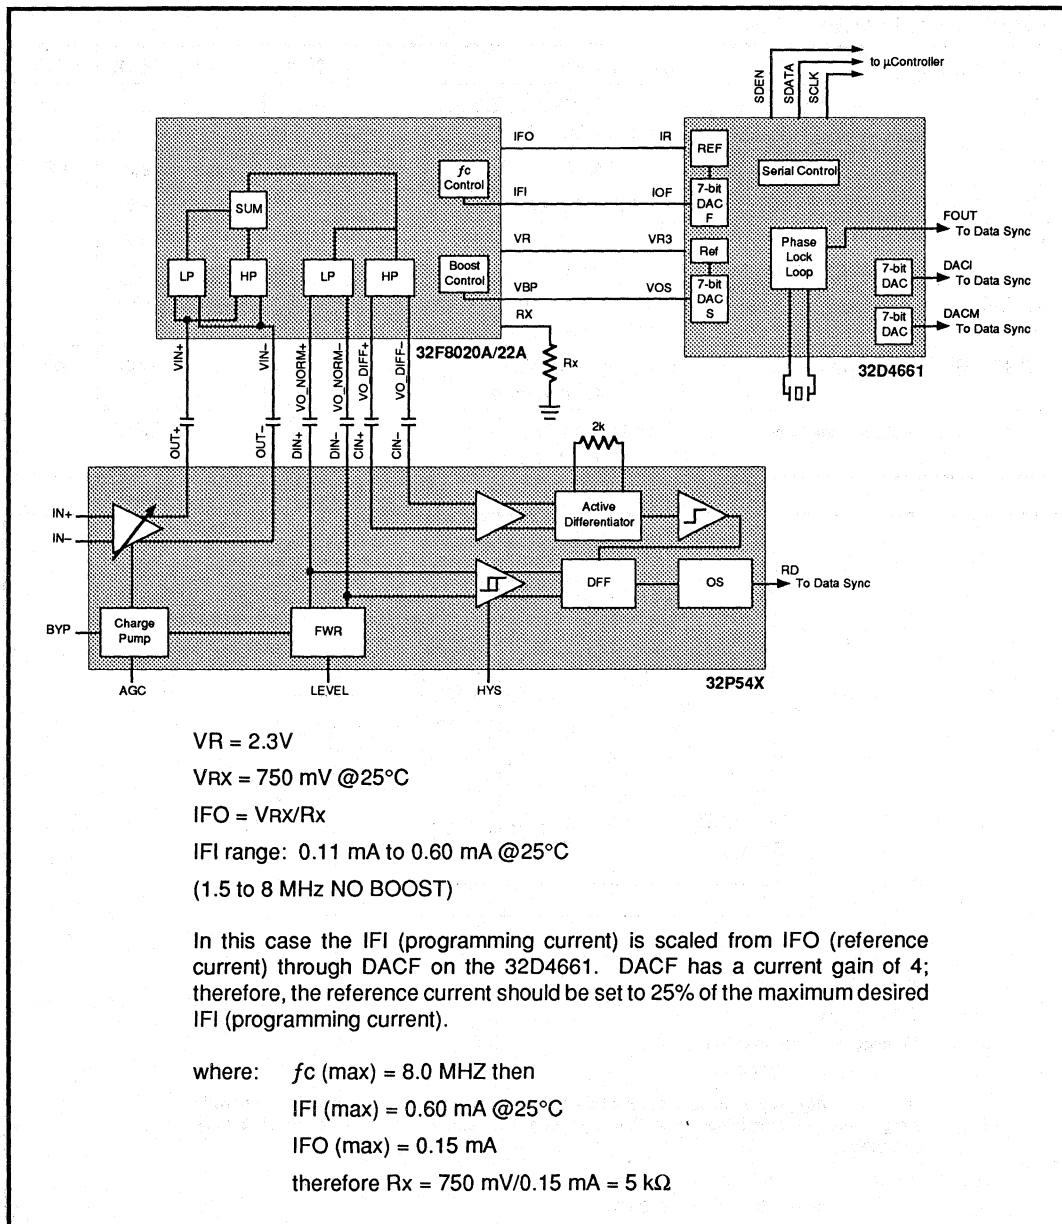 SDEN
SDATA
SCLK
to µController
IFO
IR
REF
Serial Control
ƒc
Control
IFI
IOF
7-bit
DAC
F
SUM
FOUT
To Data Sync
VR
VR3
Ref
Phase
Lock
Loop
LP
HP
LP
HP
Boost
Control
VBP
VOS
7-bit
DAC
S
7-bit
DAC
DACI
To Data Sync
RX
7-bit
DAC
DACM
To Data Sync
32F8020A/22A
32D4661
Rx
VIN+
VIN–
VO_NORM+
VO_NORM–
VO_DIFF+
VO_DIFF–
OUT+
OUT–
DIN+
DIN–
CIN+
CIN–
2k
IN+
IN–
Active
Differentiator
RD
To Data Sync
DFF
OS
BYP
Charge
Pump
FWR
32P54X
AGC
LEVEL
HYS
VR = 2.3V
VRX = 750 mV @25°C
IFO = VRX/Rx
IFI range: 0.11 mA to 0.60 mA @25°C
(1.5 to 8 MHz NO BOOST)
In this case the IFI (programming current) is scaled from IFO (reference
current) through DACF on the 32D4661. DACF has a current gain of 4;
therefore, the reference current should be set to 25% of the maximum desired
IFI (programming current).
where: ƒc (max) = 8.0 MHZ then
IFI (max) = 0.60 mA @25°C
IFO (max) = 0.15 mA
therefore Rx = 750 mV/0.15 mA = 5 kΩ